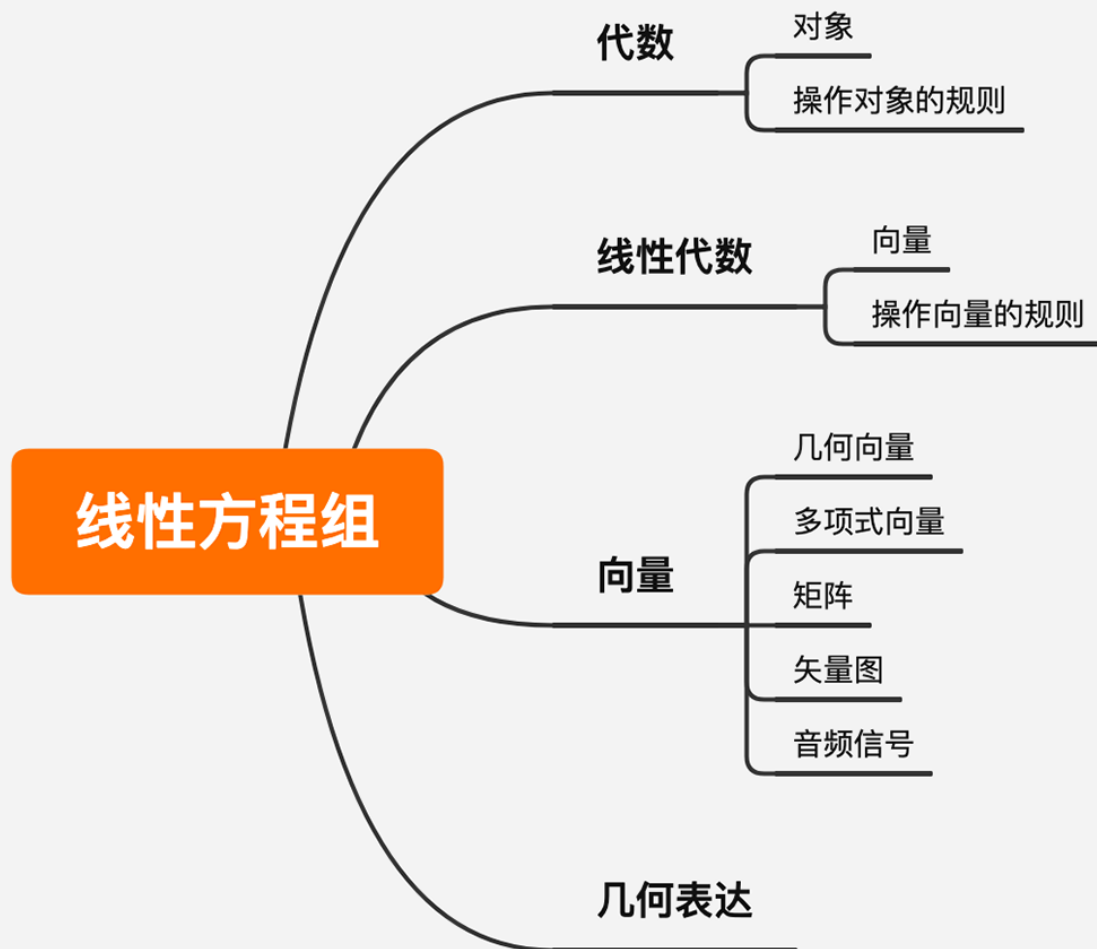 线性方程组
代数
对象
操作对象的规则
线性代数
向量
操作向量的规则
向量
几何向量
多项式向量
矩阵
矢量图
音频信号
几何表达